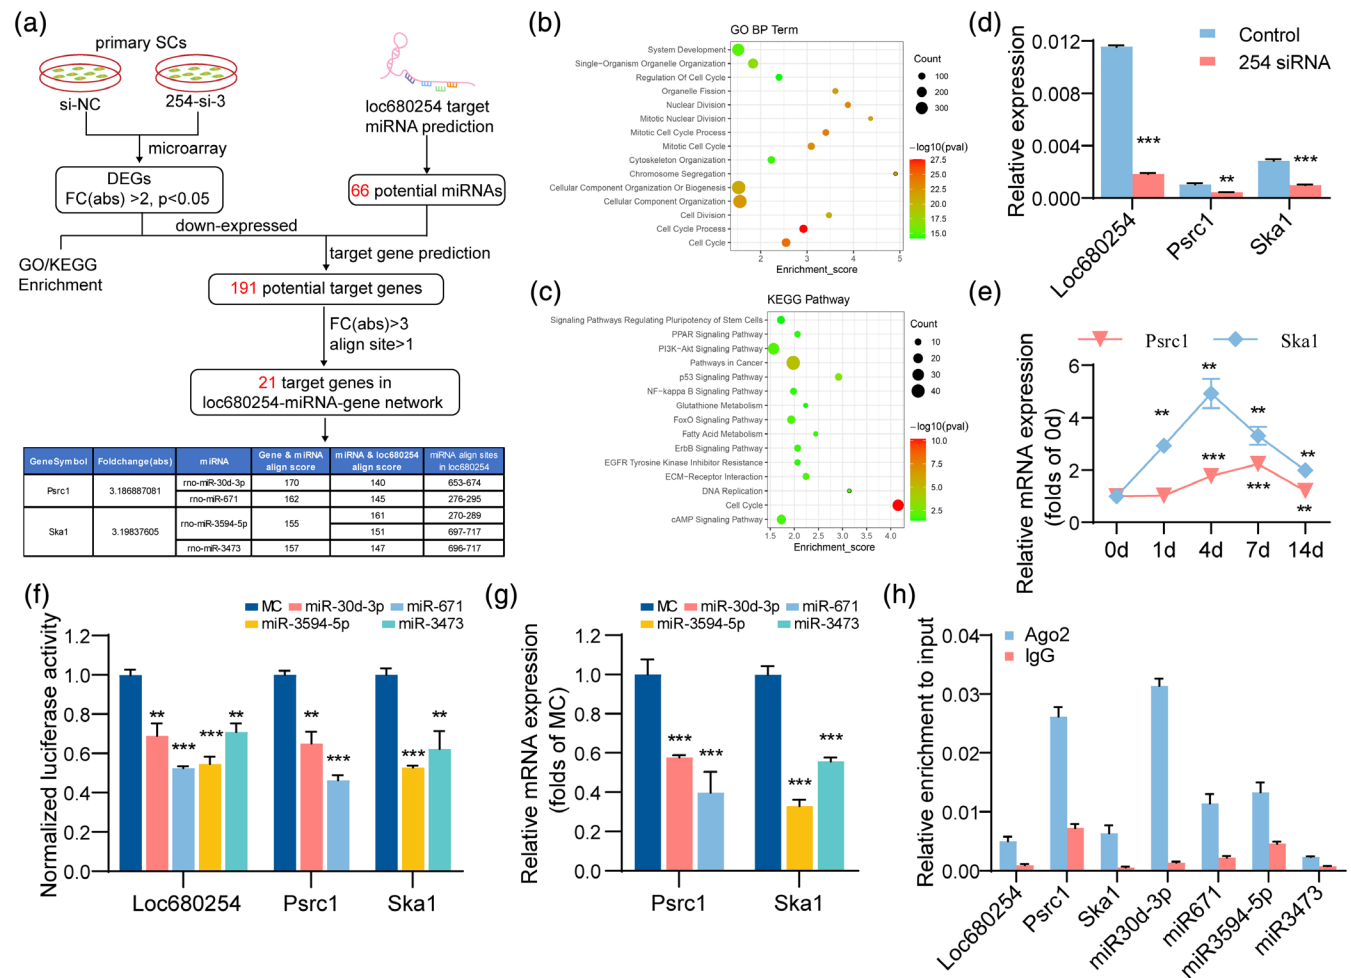 (a)
primary SCs
si-NC
254-si-3
microarray
DEGs
FC(abs) >2, p<0.05
loc680254 target
miRNA prediction
66 potential miRNAs
down-expressed
GO/KEGG
Enrichment
target gene prediction
191 potential target genes
FC(abs)>3
align site>1
21 target genes in
loc680254-miRNA-gene network
GeneSymbol Foldchange(abs) miRNA Gene & miRNA align score miRNA & loc680254 align score miRNA align sites in loc680254
Psrc1 3.186887081 rno-miR-30d-3p 170 140 653-674
rno-miR-671 162 145 276-295
Ska1 3.19837605 rno-miR-3594-5p 155 161 270-289
151 697-717
rno-miR-3473 157 147 696-717
(b)
GO BP Term
System Development
Single-Organism Organelle Organization
Regulation Of Cell Cycle
Organelle Fission
Nuclear Division
Mitotic Nuclear Division
Mitotic Cell Cycle Process
Mitotic Cell Cycle
Cytoskeleton Organization
Chromosome Segregation
Cellular Component Organization Or Biogenesis
Cellular Component Organization
Cell Division
Cell Cycle Process
Cell Cycle
2 3 4 5
Enrichment_score
Count
100
200
300
−log10(pval)
27.5
25.0
22.5
20.0
17.5
15.0
(c)
KEGG Pathway
Signaling Pathways Regulating Pluripotency of Stem Cells
PPAR Signaling Pathway
PI3K−Akt Signaling Pathway
Pathways in Cancer
p53 Signaling Pathway
NF−kappa B Signaling Pathway
Glutathione Metabolism
FoxO Signaling Pathway
Fatty Acid Metabolism
ErbB Signaling Pathway
EGFR Tyrosine Kinase Inhibitor Resistance
ECM−Receptor Interaction
DNA Replication
Cell Cycle
cAMP Signaling Pathway
1.5 2.0 2.5 3.0 3.5 4.0
Enrichment_score
Count
10
20
30
40
−log10(pval)
10.0
7.5
5.0
2.5
(d)
Relative expression
0.012
0.008
0.004
0.000
Control
254 siRNA
***
**
***
Loc680254
Psrc1
Ska1
(e)
Psrc1 Ska1
Relative mRNA expression
(folds of 0d)
6
4
2
0
**
**
**
**
***
***
**
0d 1d 4d 7d 14d
(f)
MC miR-30d-3p miR-671
miR-3594-5p miR-3473
Normalized luciferase activity
1.2
1.0
0.8
0.6
0.4
0.2
0.0
** *** *** **
** ***
*** **
Loc680254 Psrc1 Ska1
(g)
MC miR-30d-3p miR-671
miR-3594-5p miR-3473
Relative mRNA expression
(folds of MC)
1.2
1.0
0.8
0.6
0.4
0.2
0.0
*** ***
*** ***
Psrc1 Ska1
(h)
Ago2
IgG
Relative enrichment to input
0.04
0.03
0.02
0.01
0.00
Loc680254
Psrc1
Ska1
miR30d-3p
miR671
miR3594-5p
miR3473